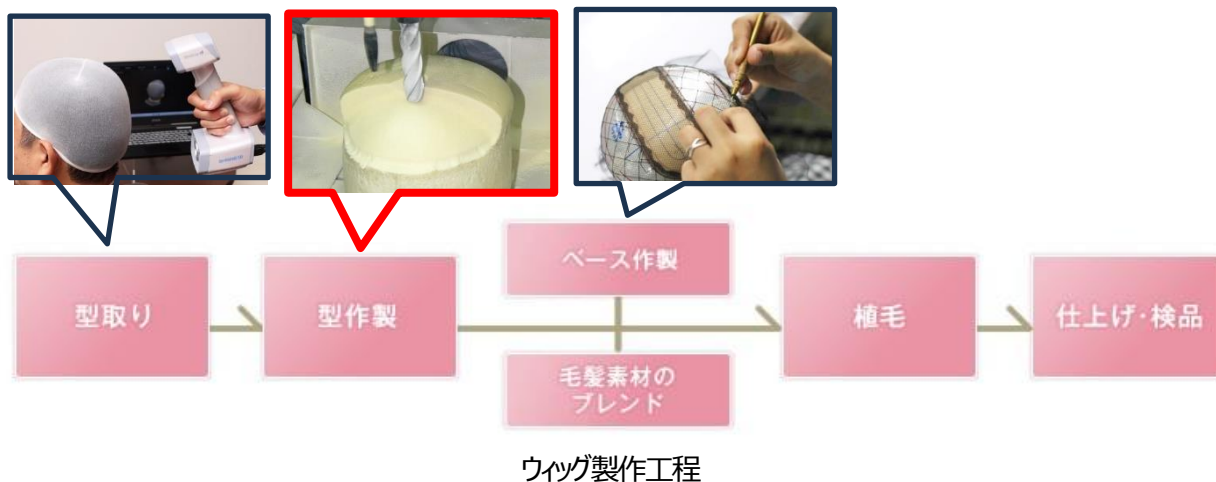 型取り
型作製
ベース作製
毛髪素材の
ブレンド
植毛
仕上げ・検品
ウィッグ製作工程